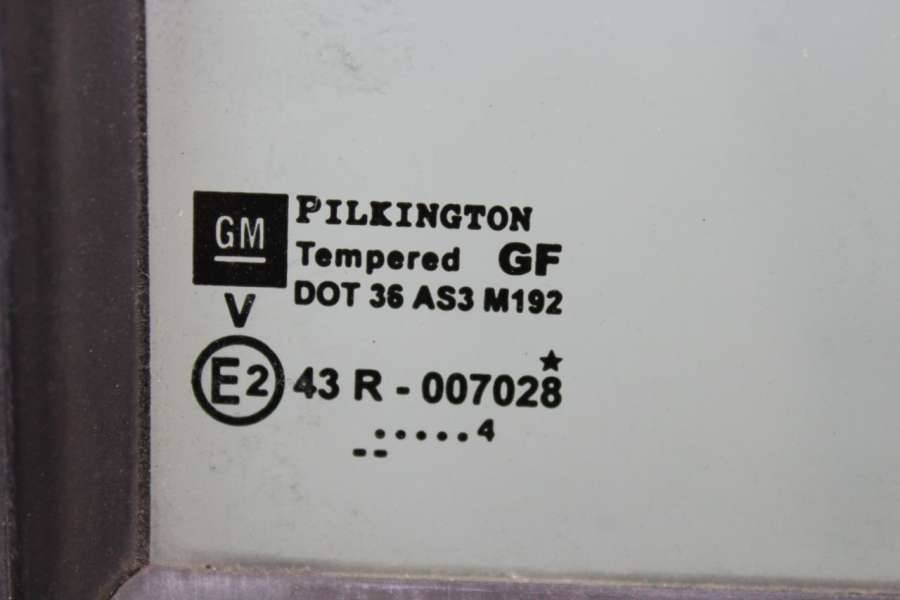 GM
PILKINGTON
Tempered GF
DOT 36 AS3 M192
V
E2 43 R - 007028
.....4
--